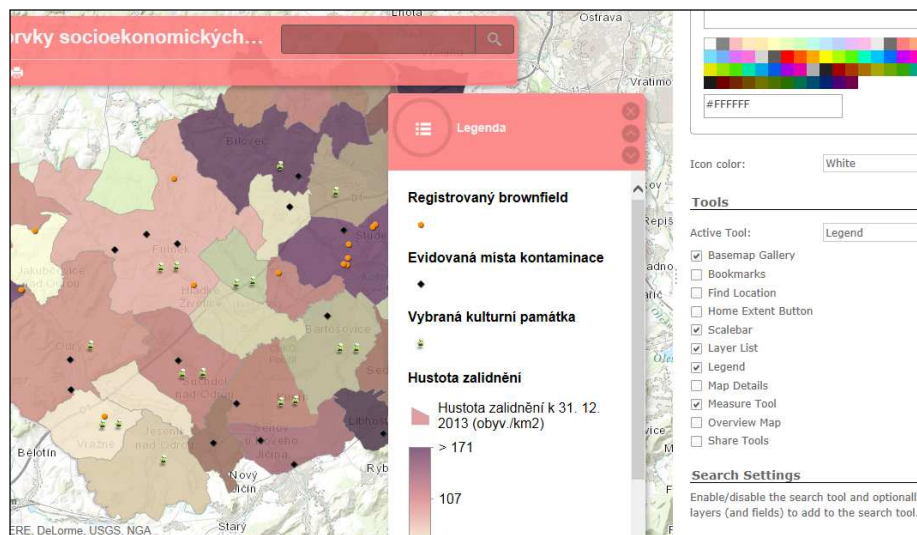 Lhota
Ostrava
prvky socioekonomických...
Vratimo
Bílovec
Legenda
Registrovaný brownfield
Evidovaná místa kontaminace
Vybraná kulturní památka
Hustota zalidnění
Hustota zalidnění k 31. 12.
2013 (obyv./km2)
> 171
107
Fulnek
Jakubčovice
nad Odrou
Hladké
Životice
Bartošovice
Odry
Suchdol
nad Odrou
Vražné
Jeseník
nad Odrou
Šenov
u Nového
Jičína
Libhošť
Bělotín
Nový
Jičín
Starý
Ryb
ERE, DeLorme, USGS, NGA
#FFFFFF
Icon color:
White
Tools
Active Tool:
Legend
Basemap Gallery
Bookmarks
Find Location
Home Extent Button
Scalebar
Layer List
Legend
Map Details
Measure Tool
Overview Map
Share Tools
Search Settings
Enable/disable the search tool and optionall
layers (and fields) to add to the search tool.